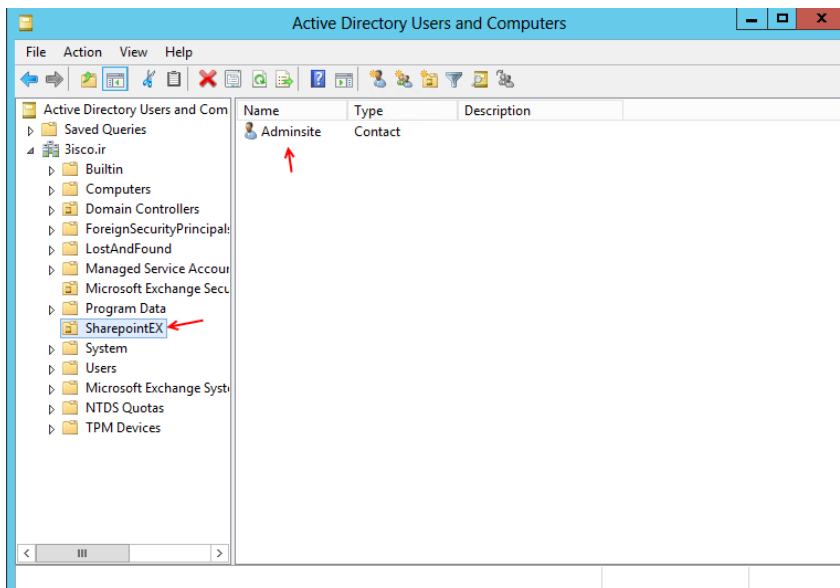 Active Directory Users and Computers
x
File Action View Help
Active Directory Users and Com
Saved Queries
3isco.ir
Builtin
Computers
Domain Controllers
ForeignSecurityPrincipals
LostAndFound
Managed Service Accour
Microsoft Exchange Secu
Program Data
SharepointEX
System
Users
Microsoft Exchange Syste
NTDS Quotas
TPM Devices
Name Type Description
Adminsite Contact